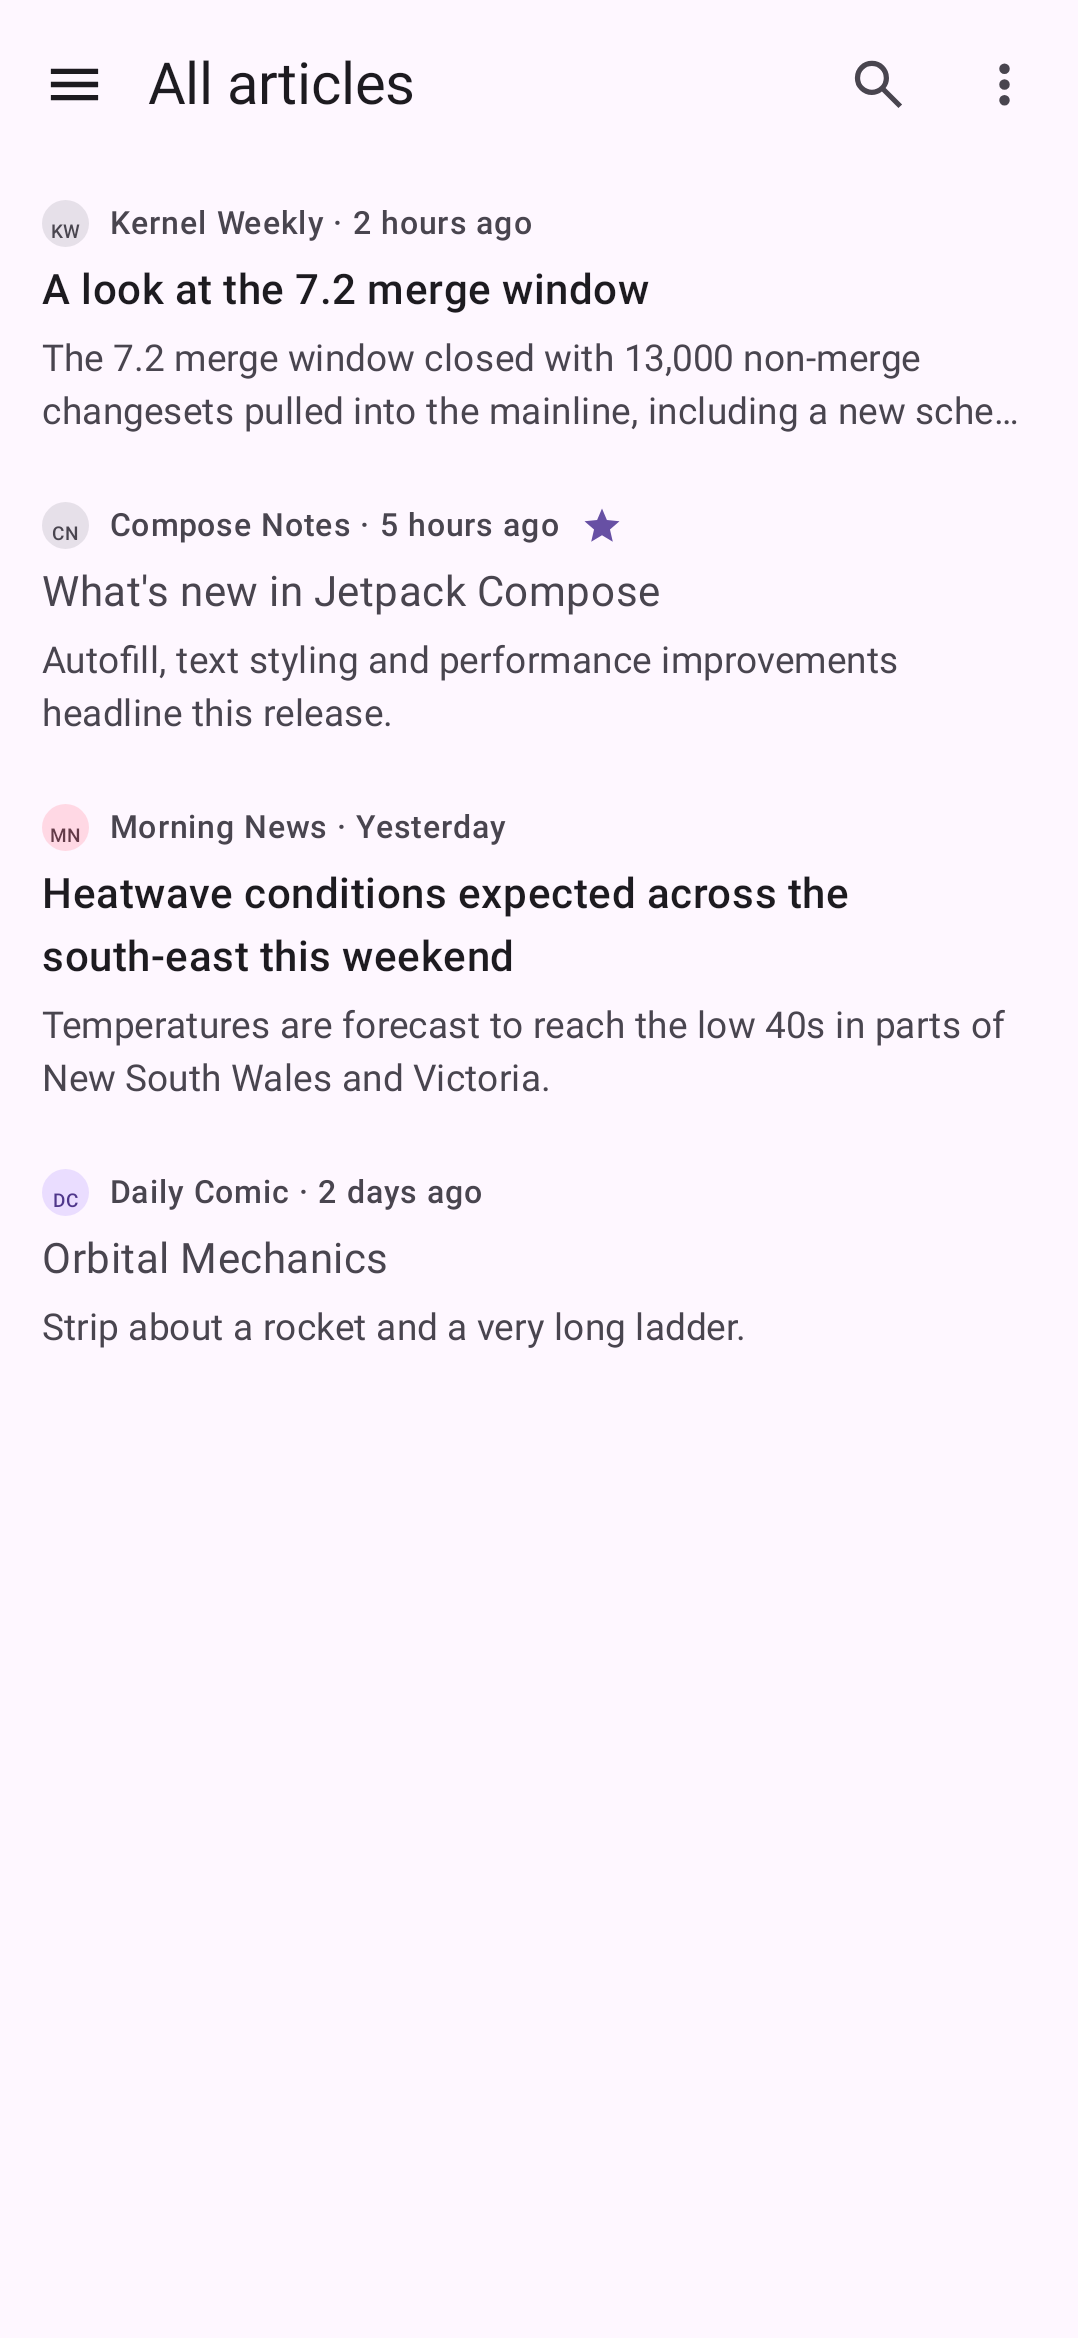 All articles
KW Kernel Weekly · 2 hours ago
A look at the 7.2 merge window
The 7.2 merge window closed with 13,000 non-merge
changesets pulled into the mainline, including a new sche…
CN Compose Notes · 5 hours ago
What's new in Jetpack Compose
Autofill, text styling and performance improvements
headline this release.
MN Morning News · Yesterday
Heatwave conditions expected across the
south-east this weekend
Temperatures are forecast to reach the low 40s in parts of
New South Wales and Victoria.
DC Daily Comic · 2 days ago
Orbital Mechanics
Strip about a rocket and a very long ladder.